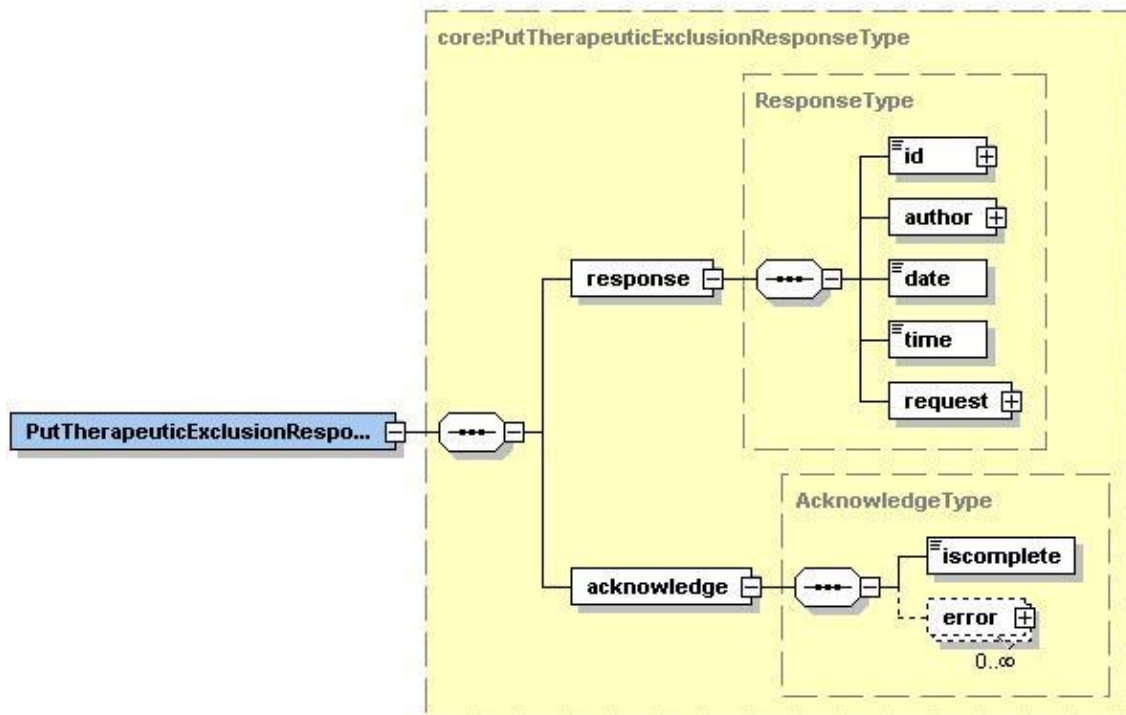 core:PutTherapeuticExclusionResponseType
ResponseType
id
author
response
date
time
request
PutTherapeuticExclusionRespo...
AcknowledgeType
iscomplete
acknowledge
error
0..∞